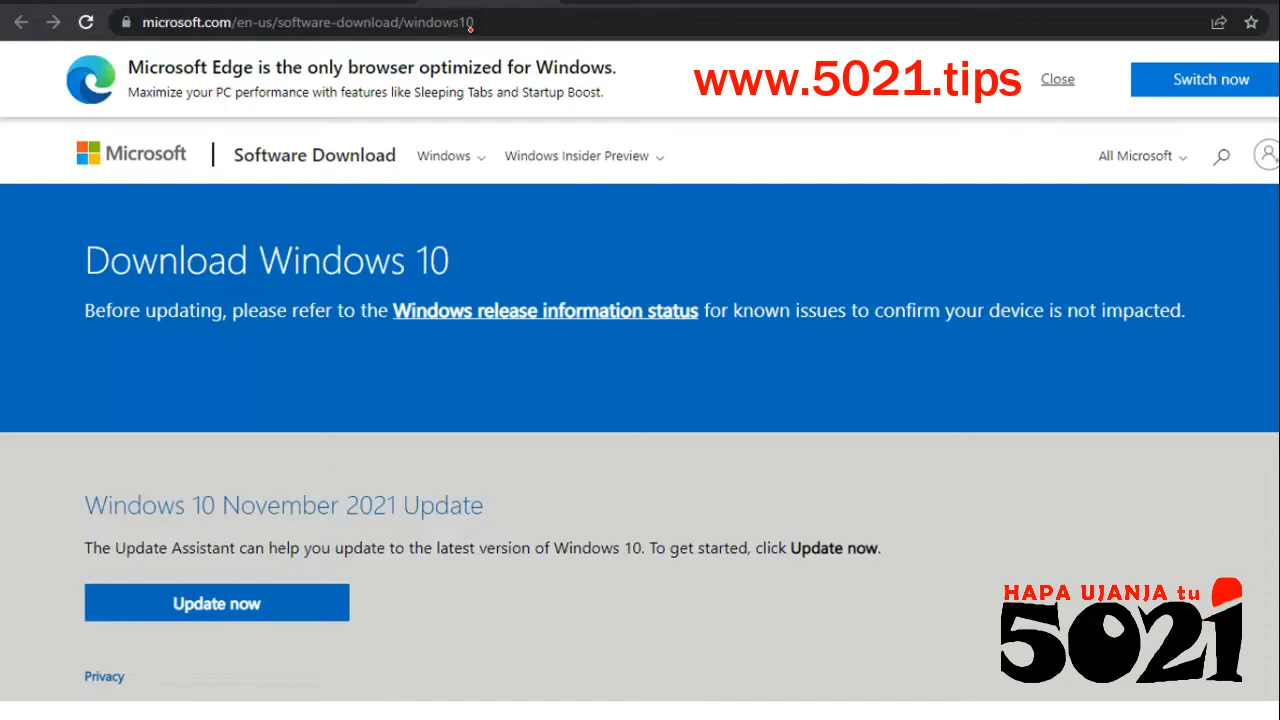 microsoft.com/en-us/software-download/windows10
Microsoft Edge is the only browser optimized for Windows.
Maximize your PC performance with features like Sleeping Tabs and Startup Boost.
www.5021.tips
Close
Switch now
Microsoft
Software Download
Windows
Windows Insider Preview
All Microsoft
Download Windows 10
Before updating, please refer to the Windows release information status for known issues to confirm your device is not impacted.
Windows 10 November 2021 Update
The Update Assistant can help you update to the latest version of Windows 10. To get started, click Update now.
Update now
Privacy
HAPA UJANJA tu
5021